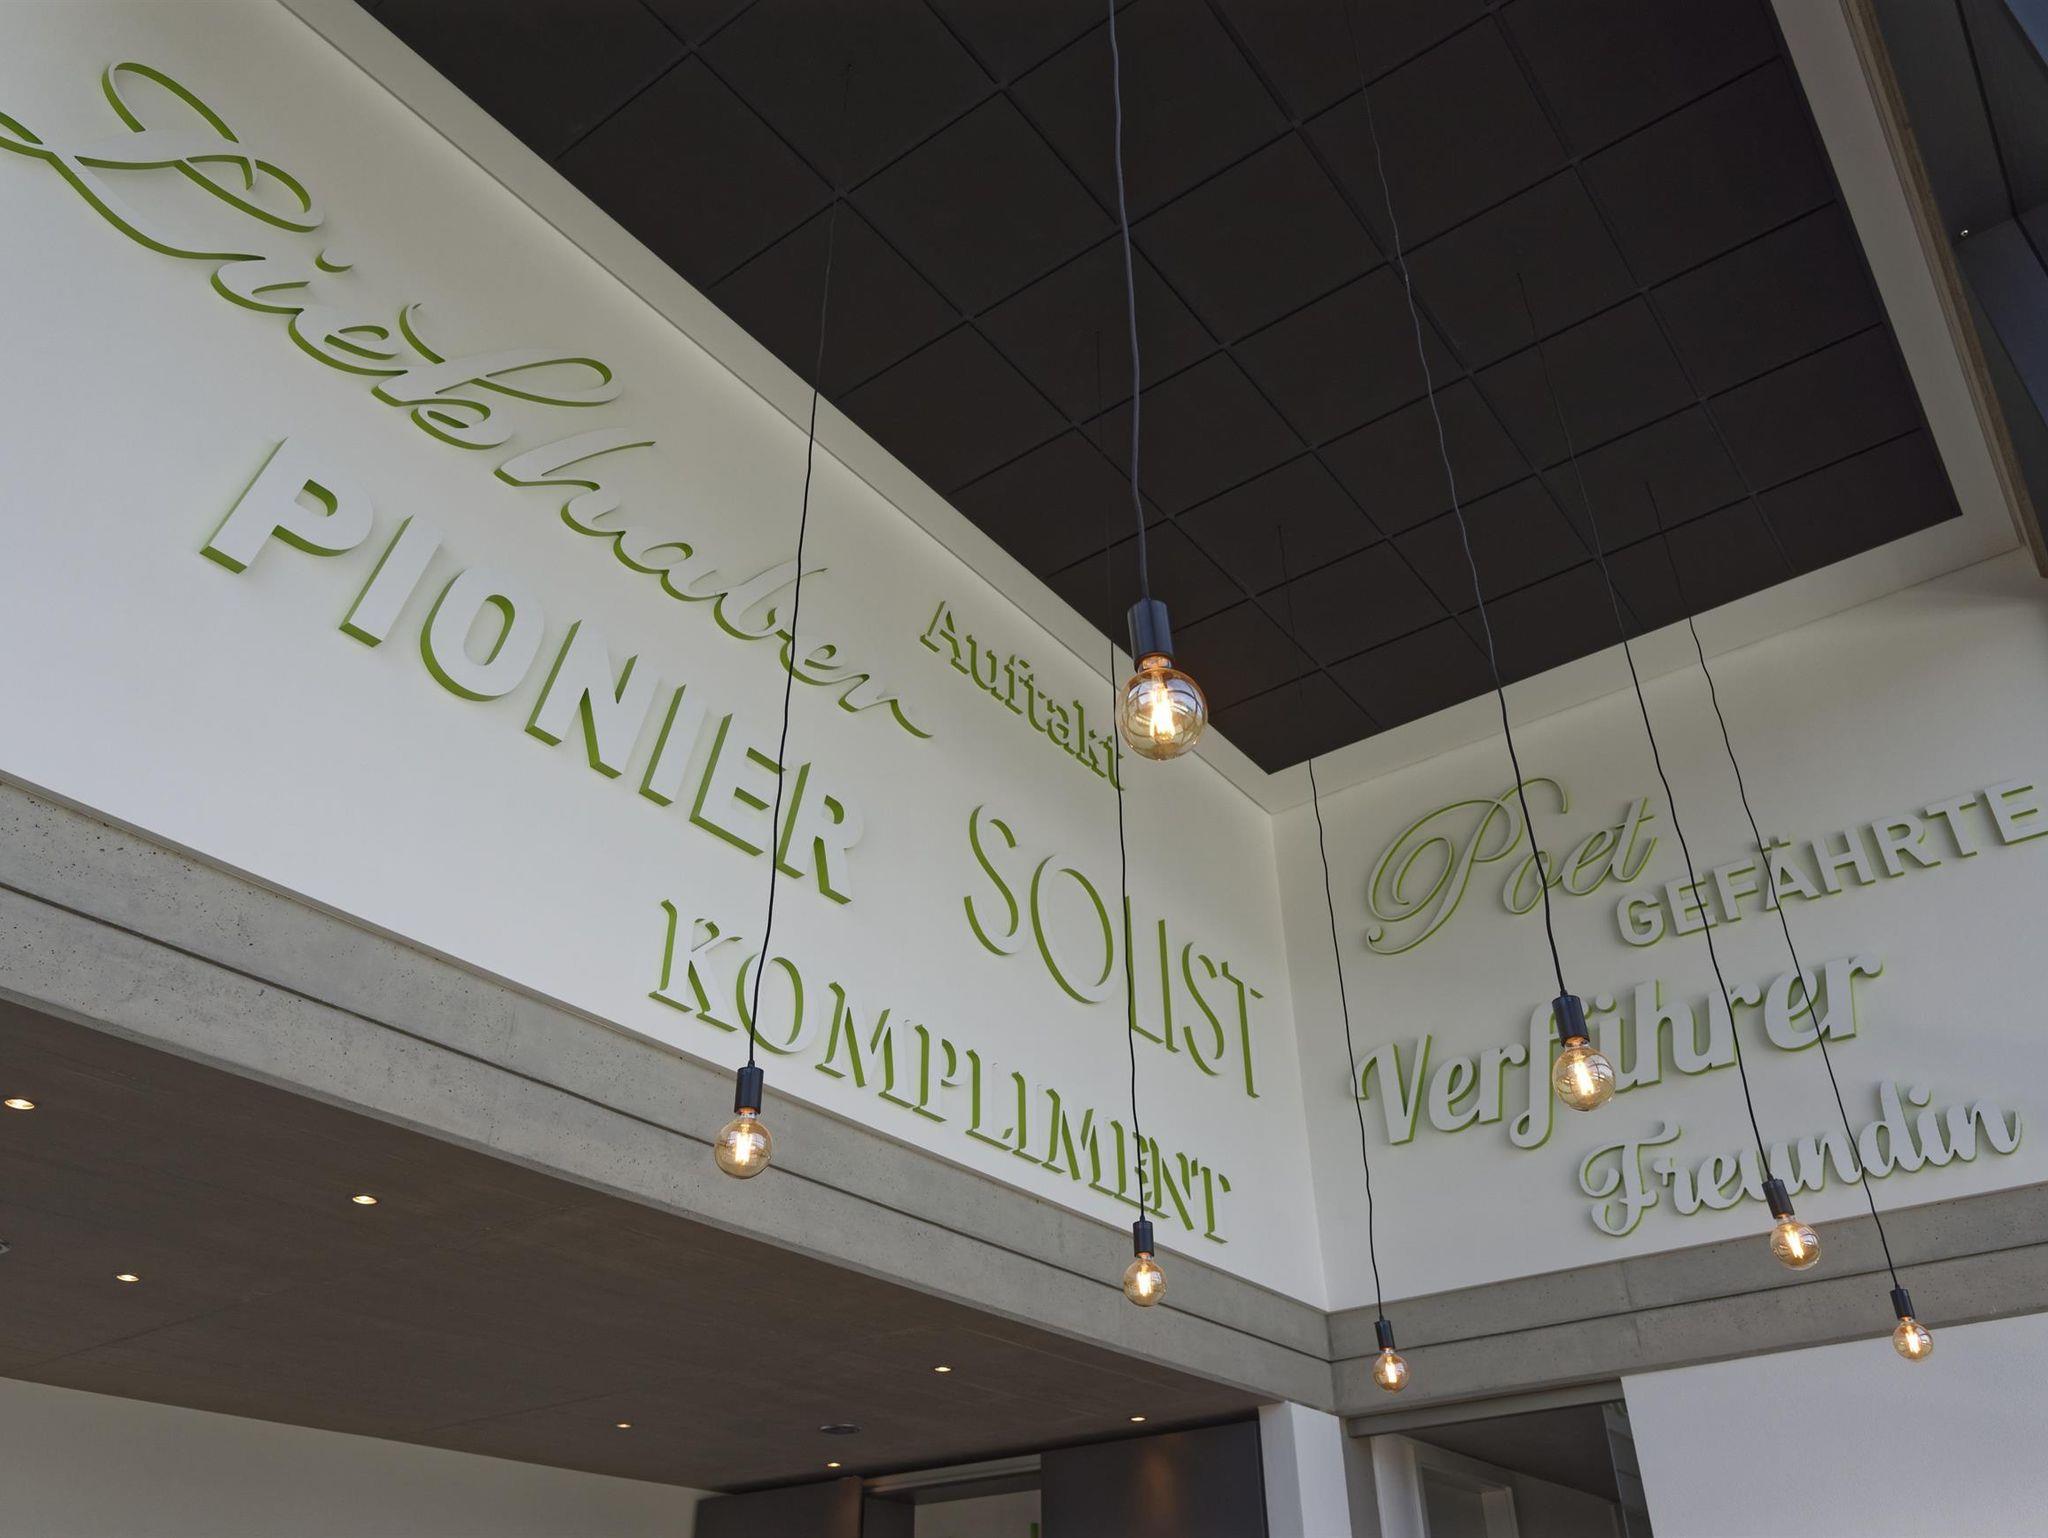 Liebhaber
Auftakt
PIONIER
SOLIST
KOMPLIMENT
Poet
GEFÄHRTE
Verführer
Freundin